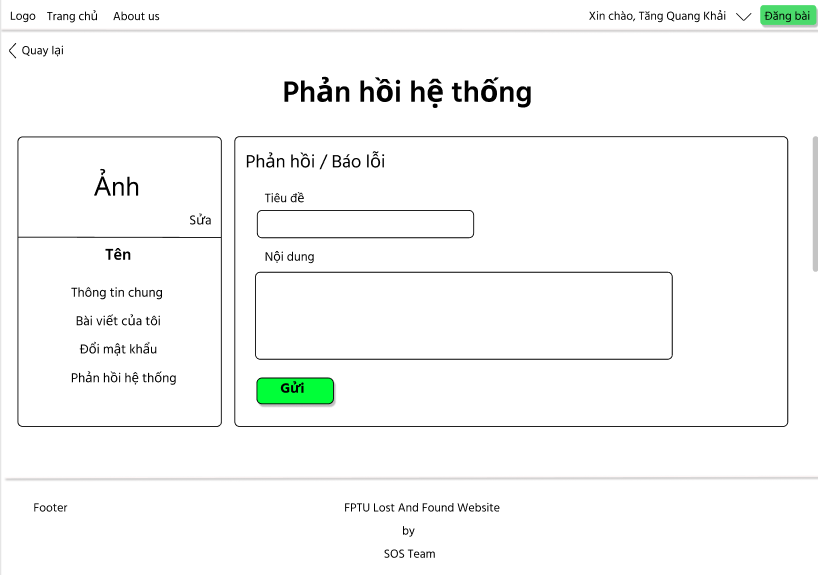 Logo Trang chủ About us Xin chào, Tăng Quang Khải Đăng bài
Quay lại
Phản hồi hệ thống
Ảnh
Sửa
Tên
Thông tin chung
Bài viết của tôi
Đổi mật khẩu
Phản hồi hệ thống
Phản hồi / Báo lỗi
Tiêu đề
Nội dung
Gửi
Footer
FPTU Lost And Found Website
by
SOS Team